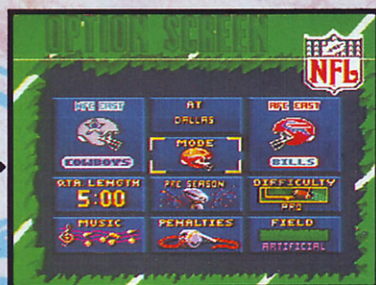 OPTION SCREEN
NFL
NFC EAST
AT
DALLAS
AFC EAST
MODE
COWBOYS
BILLS
QTR LENGTH
5:00
PRE SEASON
DIFFICULTY
PRO
MUSIC
PENALTIES
FIELD
ARTIFICIAL